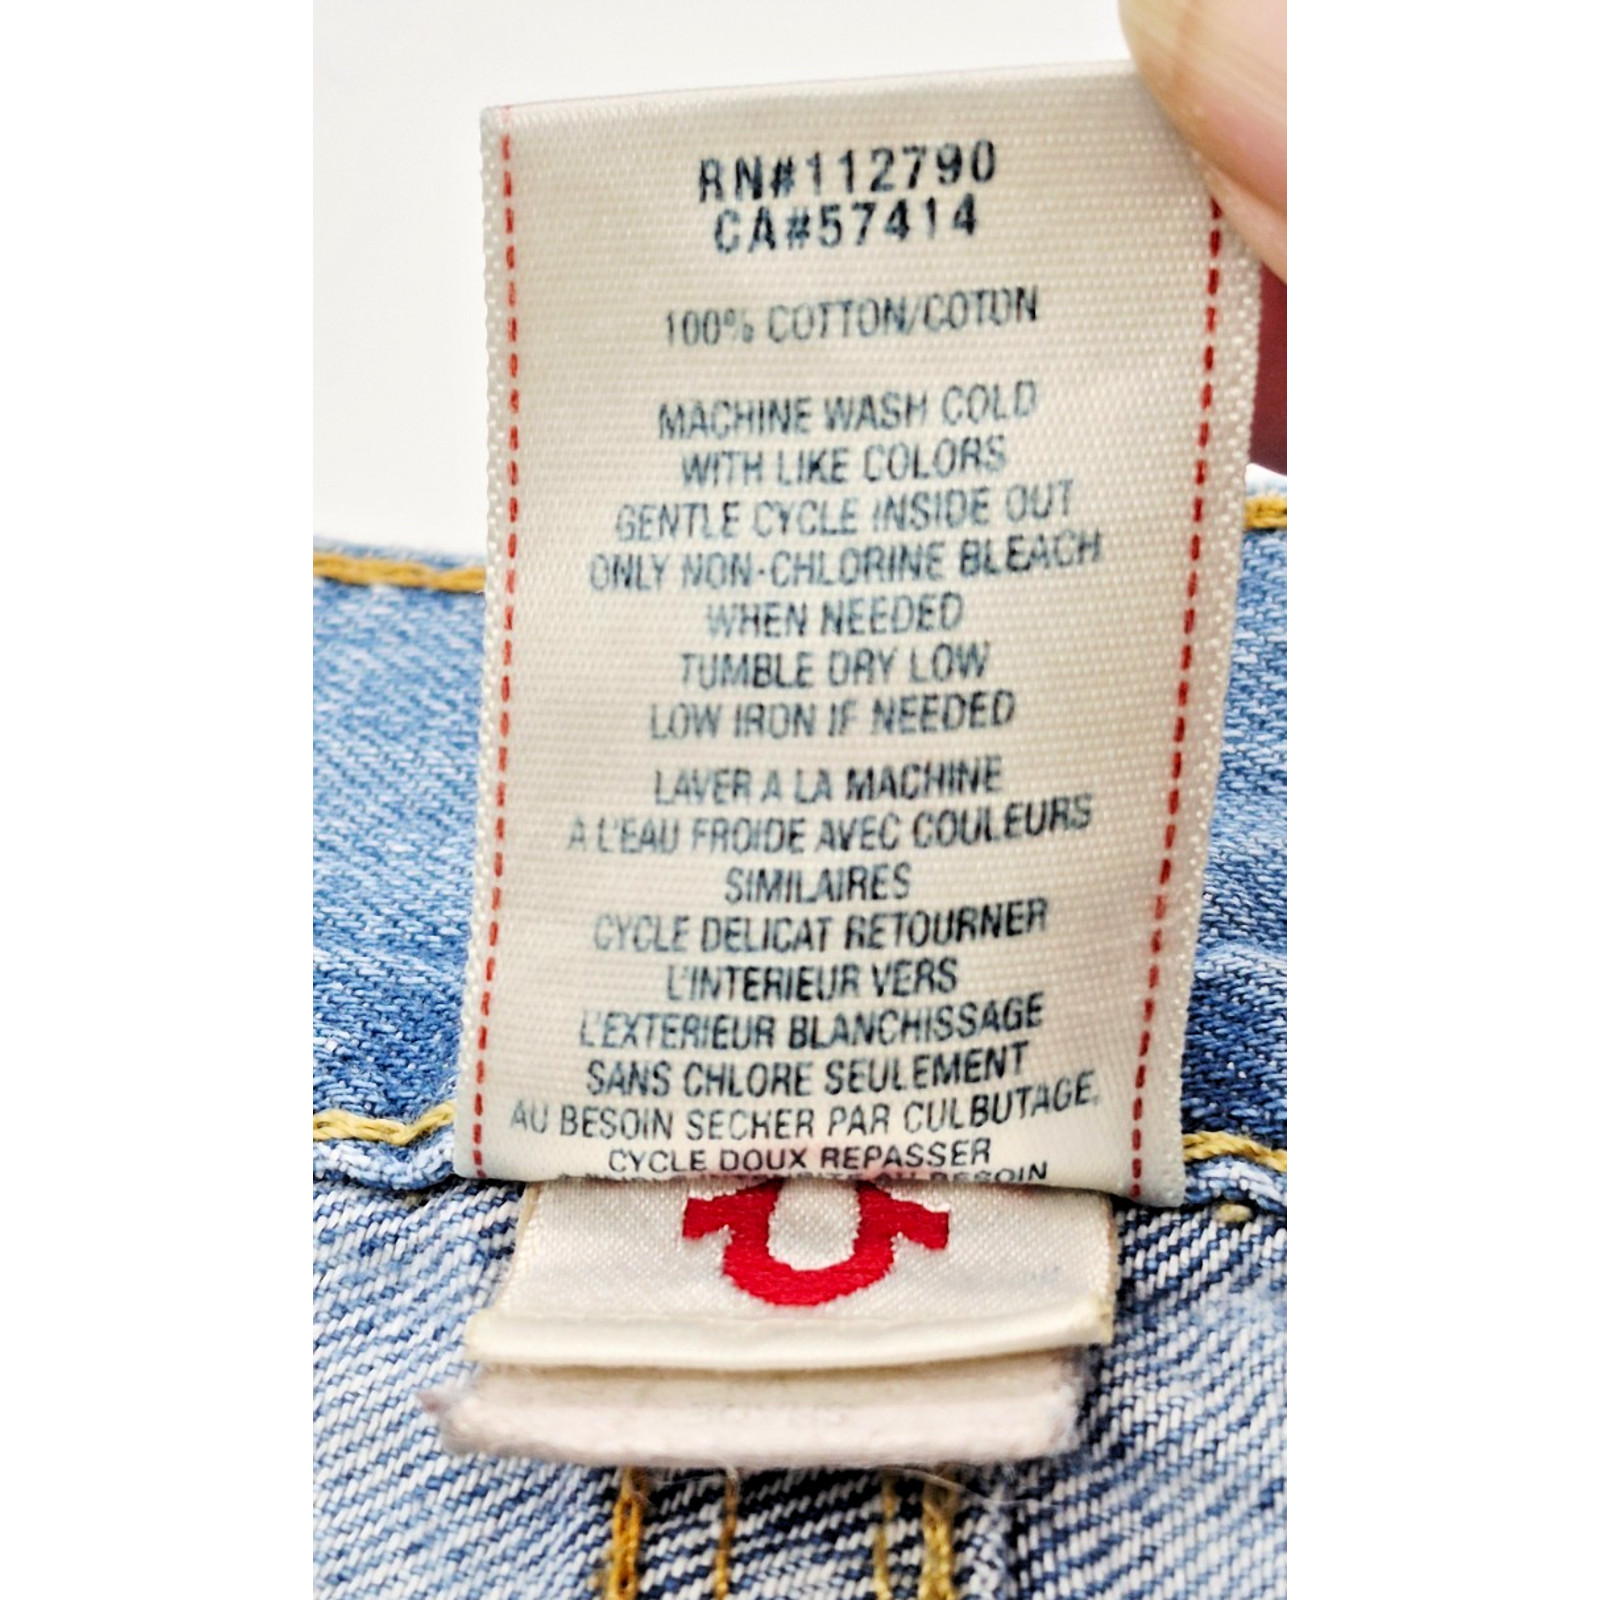 RN#112790
CA#57414
100% COTTON/COTON
MACHINE WASH COLD
WITH LIKE COLORS
GENTLE CYCLE INSIDE OUT
ONLY NON-CHLORINE BLEACH
WHEN NEEDED
TUMBLE DRY LOW
LOW IRON IF NEEDED
LAVER A LA MACHINE
A L'EAU FROIDE AVEC COULEURS
SIMILAIRES
CYCLE DELICAT RETOURNER
L'INTERIEUR VERS
L'EXTERIEUR BLANCHISSAGE
SANS CHLORE SEULEMENT
AU BESOIN SECHER PAR CULBUTAGE,
CYCLE DOUX REPASSER
AU BESOIN